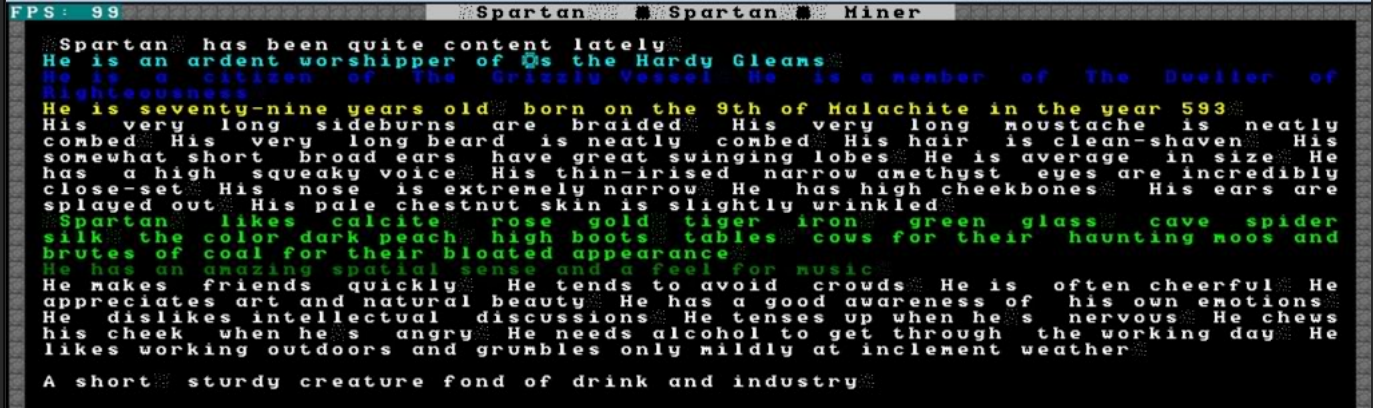 FPS: 99
Spartan Spartan Miner
Spartan has been quite content lately
He is an ardent worshipper of s the Hardy Gleams
He is a citizen of The Grizzly Vessel He is a member of The Dweller of
Righteousness
He is seventy-nine years old born on the 9th of Malachite in the year 593
His very long sideburns are braided His very long moustache is neatly
combed His very long beard is neatly combed His hair is clean-shaven His
somewhat short broad ears have great swinging lobes He is average in size He
has a high squeaky voice His thin-irised narrow amethyst eyes are incredibly
close-set His nose is extremely narrow He has high cheekbones His ears are
splayed out His pale chestnut skin is slightly wrinkled
Spartan likes calcite rose gold tiger iron green glass cave spider
silk the color dark peach high boots tables cows for their haunting moos and
brutes of coal for their bloated appearance
He has an amazing spatial sense and a feel for music
He makes friends quickly He tends to avoid crowds He is often cheerful He
appreciates art and natural beauty He has a good awareness of his own emotions
He dislikes intellectual discussions He tenses up when he s nervous He chews
his cheek when he s angry He needs alcohol to get through the working day He
likes working outdoors and grumbles only mildly at inclement weather
A short sturdy creature fond of drink and industry